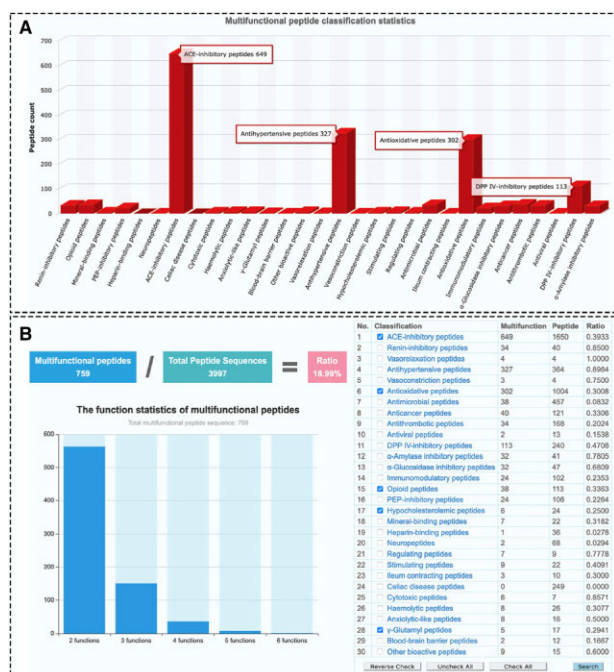 A
Multifunctional peptide classification statistics
700
600
500
400
300
200
100
0
Peptide count
ACE-inhibitory peptides 649
Antihypertensive peptides 327
Antioxidative peptides 302
DPP IV-inhibitory peptides 113
Renin-inhibitory peptides
Opioid peptides
Mineral-binding peptides
PEP-inhibitory peptides
Heparin-binding peptides
Neuropeptides
ACE-inhibitory peptides
Celiac disease peptides
Cytotoxic peptides
Haemolytic peptides
Anxiolytic-like peptides
γ-Glutamyl peptides
Blood-brain barrier peptides
Other bioactive peptides
Vasorelaxation peptides
Antihypertensive peptides
Vasoconstriction peptides
Hypocholesterolemic peptides
Stimulating peptides
Regulating peptides
Antimicrobial peptides
Ileum contracting peptides
Antioxidative peptides
Immunomodulatory peptides
α-Glucosidase inhibitory peptides
Anticancer peptides
Antithrombotic peptides
Antiviral peptides
DPP IV-inhibitory peptides
α-Amylase inhibitory peptides
B
Multifunctional peptides
759
/
Total Peptide Sequences
3997
=
Ratio
18.99%
The function statistics of multifunctional peptides
Total multifunctional peptide sequence: 759
600
500
400
300
200
100
0
2 functions 3 functions 4 functions 5 functions 6 functions
No. Classification Multifunction Peptide Ratio
1 ACE-inhibitory peptides 649 1650 0.3933
2 Renin-inhibitory peptides 34 40 0.8500
3 Vasorelaxation peptides 4 4 1.0000
4 Antihypertensive peptides 327 364 0.8984
5 Vasoconstriction peptides 3 4 0.7500
6 Antioxidative peptides 302 1004 0.3008
7 Antimicrobial peptides 38 457 0.0832
8 Anticancer peptides 40 121 0.3306
9 Antithrombotic peptides 34 168 0.2024
10 Antiviral peptides 2 13 0.1538
11 DPP IV-inhibitory peptides 113 240 0.4708
12 α-Amylase inhibitory peptides 32 41 0.7805
13 α-Glucosidase inhibitory peptides 32 47 0.6809
14 Immunomodulatory peptides 24 102 0.2353
15 Opioid peptides 38 113 0.3363
16 PEP-inhibitory peptides 24 106 0.2264
17 Hypocholesterolemic peptides 6 24 0.2500
18 Mineral-binding peptides 7 22 0.3182
19 Heparin-binding peptides 1 36 0.0278
20 Neuropeptides 2 68 0.0294
21 Regulating peptides 7 9 0.7778
22 Stimulating peptides 9 22 0.4091
23 Ileum contracting peptides 3 10 0.3000
24 Celiac disease peptides 0 249 0.0000
25 Cytotoxic peptides 6 7 0.8571
26 Haemolytic peptides 8 26 0.3077
27 Anxiolytic-like peptides 8 16 0.5000
28 γ-Glutamyl peptides 5 17 0.2941
29 Blood-brain barrier peptides 2 12 0.1667
30 Other bioactive peptides 9 15 0.6000
Reverse Check Uncheck All Check All Search